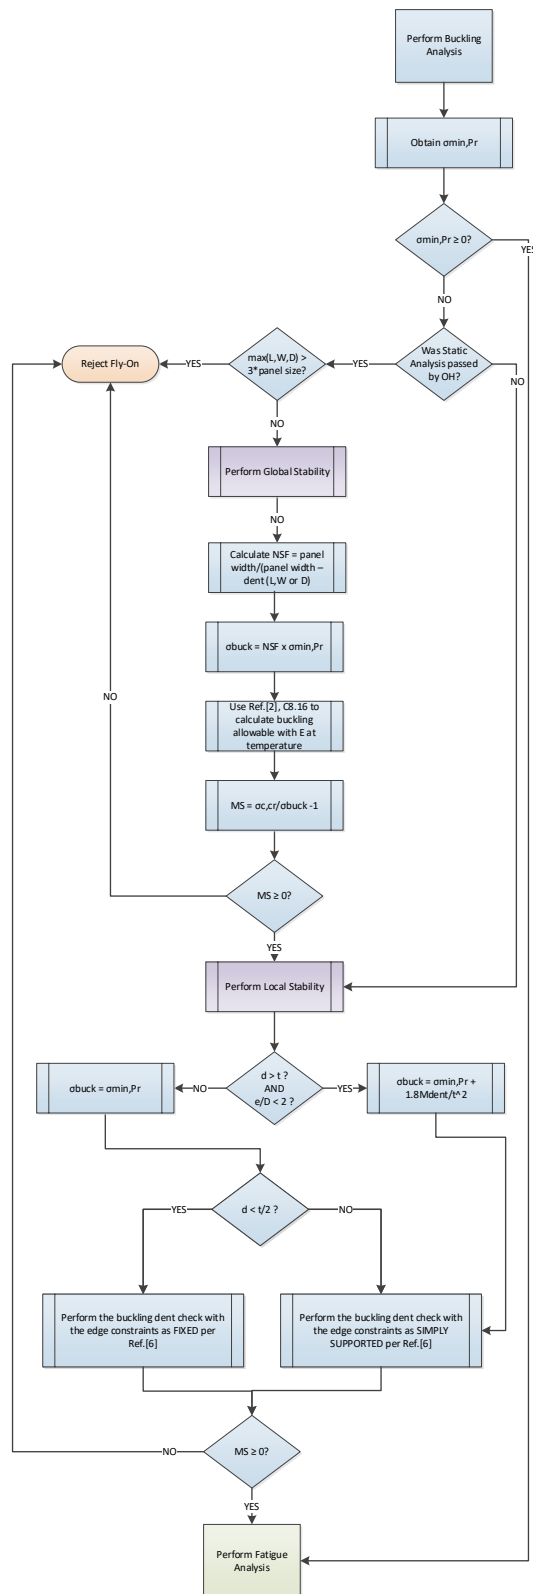 Perform Buckling
Analysis
Obtain σmin,Pr
σmin,Pr ≥ 0?
YES
NO
Was Static
Analysis passed
by OH?
YES
NO
max(L,W,D) >
3*panel size?
YES
Reject Fly-On
NO
Perform Global Stability
NO
Calculate NSF = panel
width/(panel width –
dent (L,W or D)
σbuck = NSF x σmin,Pr
Use Ref.[2], C8.16 to
calculate buckling
allowable with E at
temperature
MS = σc,cr/σbuck -1
MS ≥ 0?
NO
YES
Perform Local Stability
d > t ?
AND
e/D < 2 ?
NO
YES
σbuck = σmin,Pr
σbuck = σmin,Pr +
1.8Mdent/t^2
d < t/2 ?
YES
NO
Perform the buckling dent check with
the edge constraints as FIXED per
Ref.[6]
Perform the buckling dent check with
the edge constraints as SIMPLY
SUPPORTED per Ref.[6]
MS ≥ 0?
NO
YES
Perform Fatigue
Analysis